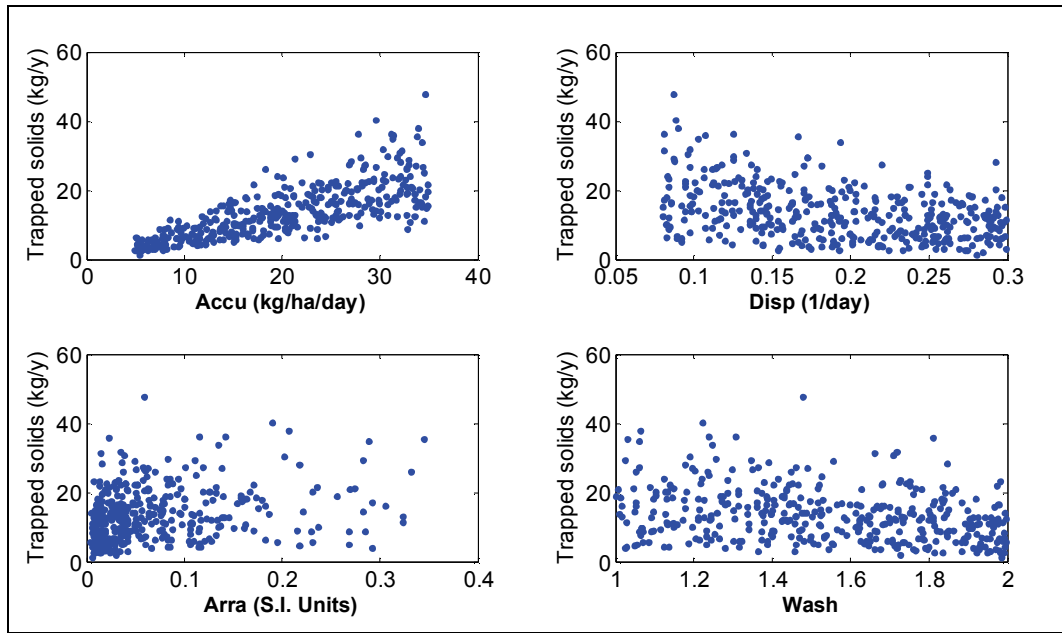 60
40
20
0
Trapped solids (kg/y)
0 10 20 30 40
Accu (kg/ha/day)
60
40
20
0
Trapped solids (kg/y)
0.05 0.1 0.15 0.2 0.25 0.3
Disp (1/day)
60
40
20
0
Trapped solids (kg/y)
0 0.1 0.2 0.3 0.4
Arra (S.I. Units)
60
40
20
0
Trapped solids (kg/y)
1 1.2 1.4 1.6 1.8 2
Wash